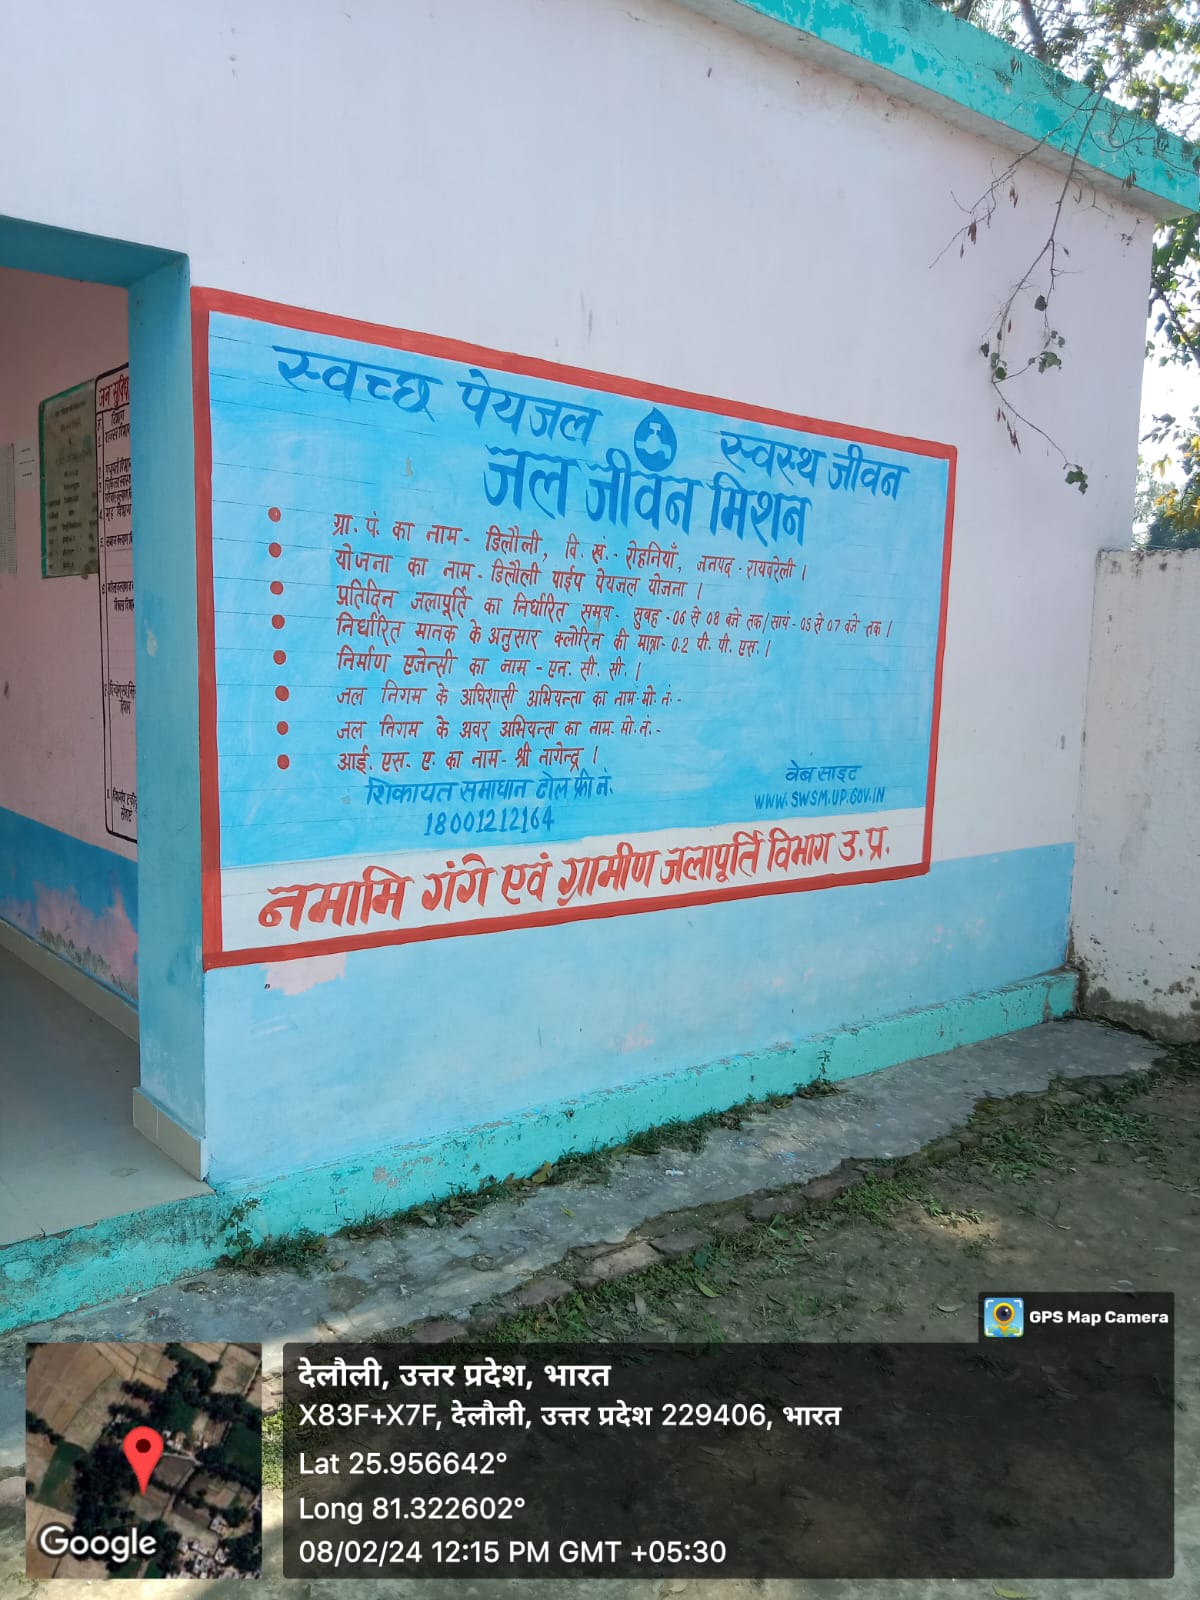 स्वच्छ पेयजल स्वस्थ जीवन
जल जीवन मिशन
ग्रा. पं. का नाम - डिलौली, वि. खं.- रोहनियाँ, जनपद - रायबरेली।
योजना का नाम - डिलौली पाईप पेयजल योजना।
प्रतिदिन जलापूर्ति का निर्धारित समय - सुबह - 06 से 08 बजे तक/सायं - 05 से 07 बजे तक।
निर्धारित मानक के अनुसार क्लोरिन की मात्रा - 0.2 पी. पी. एस.।
निर्माण एजेन्सी का नाम - एन. सी. सी.।
जल निगम के अधिशासी अभियन्ता का नाम- मो. नं.-
जल निगम के अवर अभियन्ता का नाम- मो. नं.-
आई. एस. ए. का नाम - श्री नागेन्द्र।
शिकायत समाधान टोल फ्री नं.
18001212164
वेब साइट
WWW.SWSM.UP.GOV.IN
नमामि गंगे एवं ग्रामीण जलापूर्ति विभाग उ.प्र.
GPS Map Camera
देलौली, उत्तर प्रदेश, भारत
X83F+X7F, देलौली, उत्तर प्रदेश 229406, भारत
Lat 25.956642°
Long 81.322602°
08/02/24 12:15 PM GMT +05:30
Google